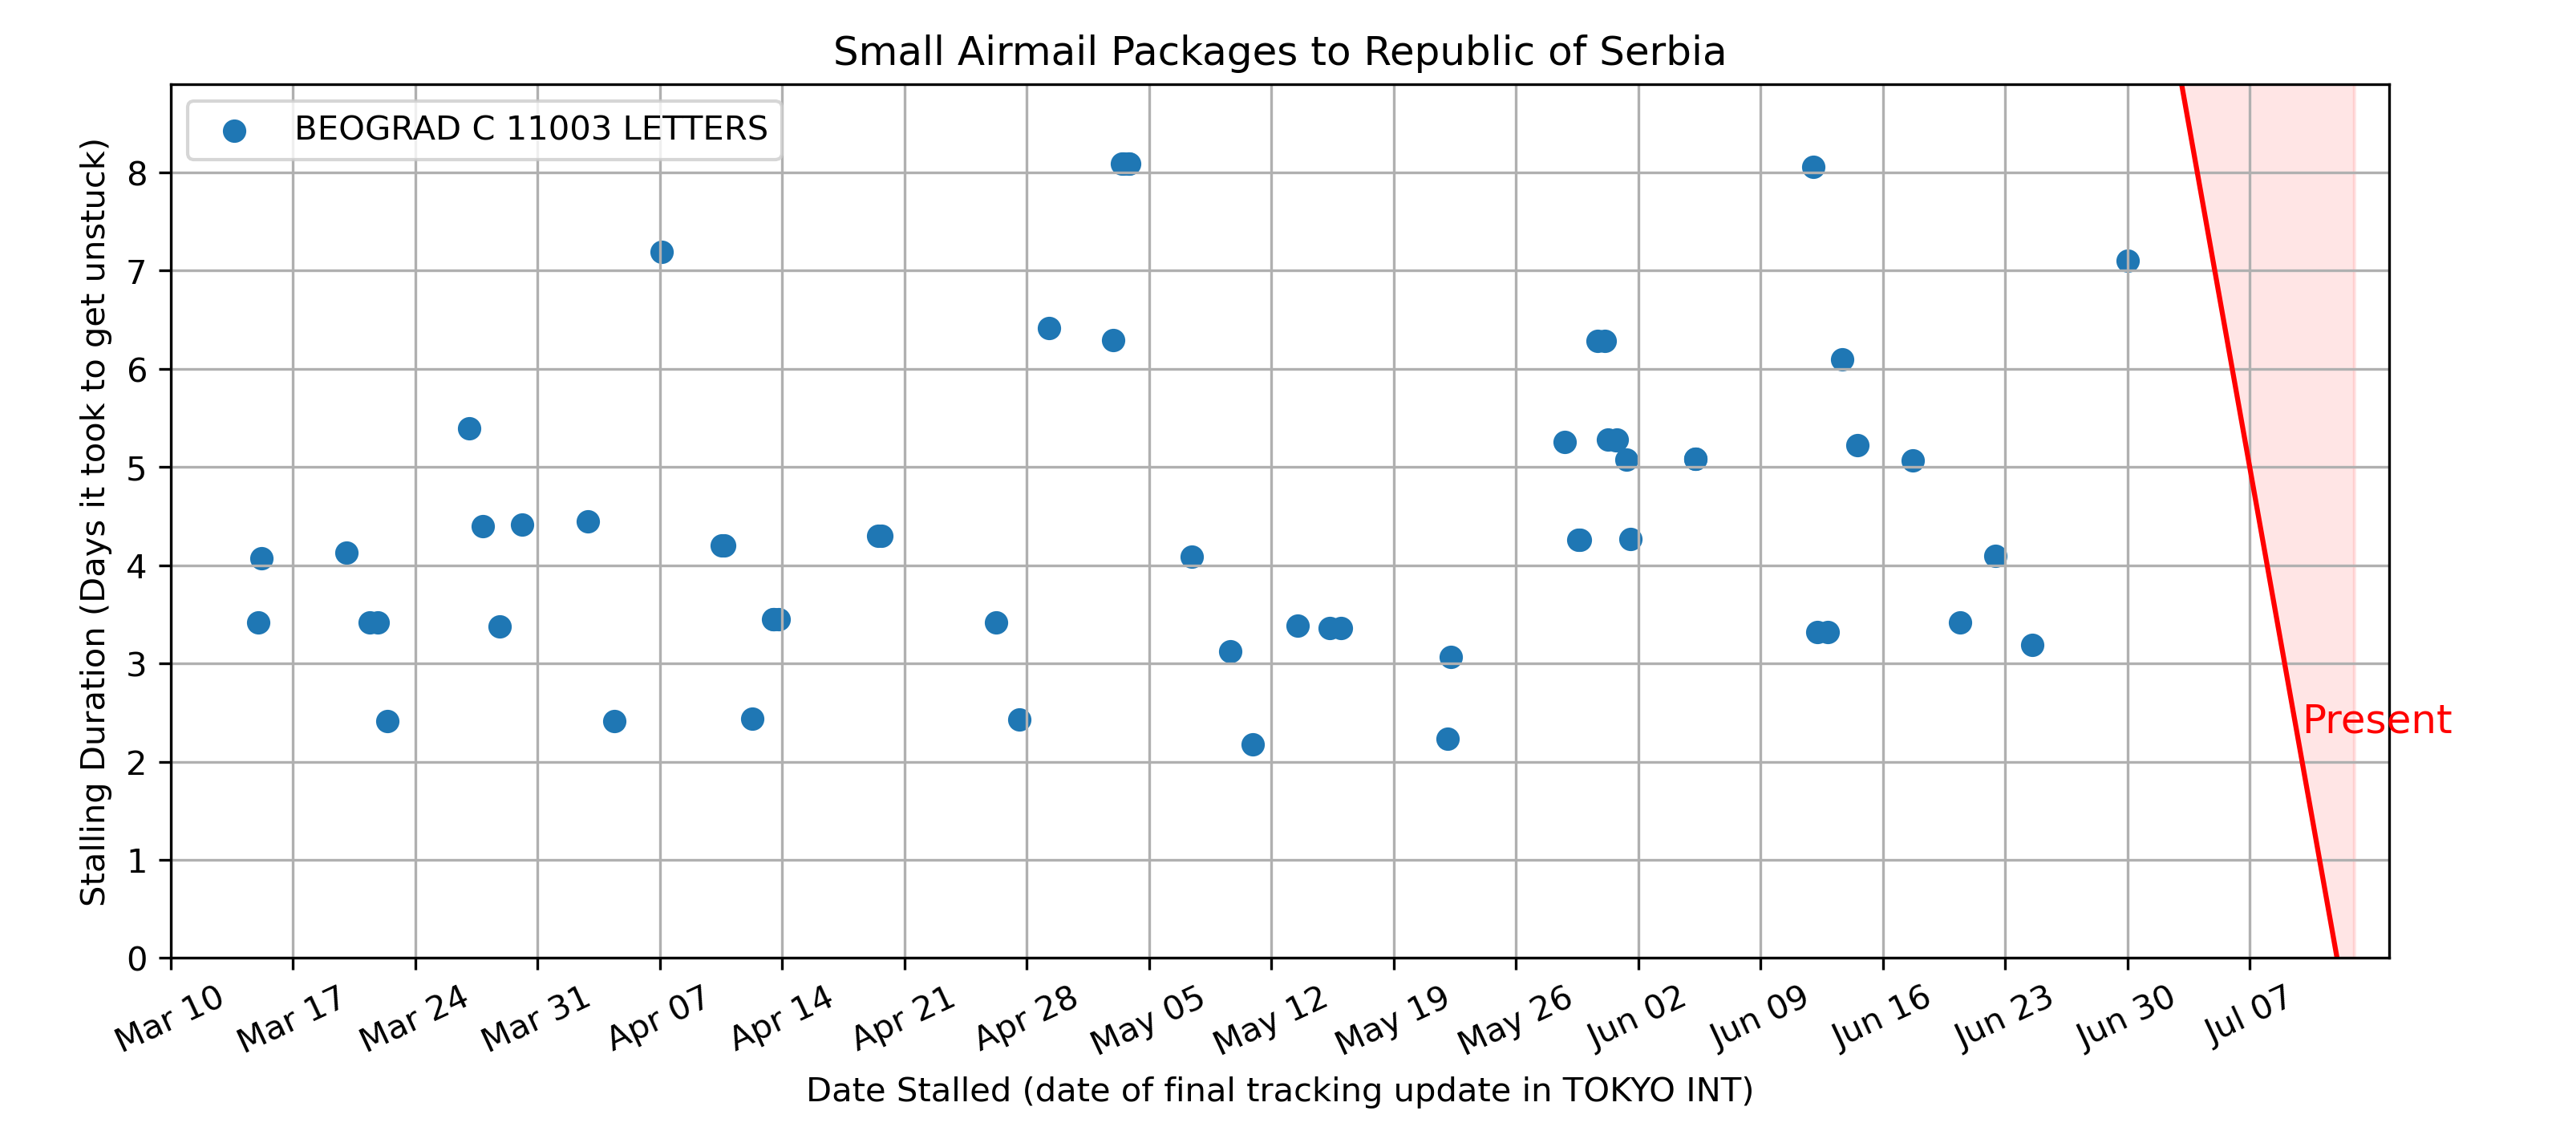 Small Airmail Packages to Republic of Serbia
BEOGRAD C 11003 LETTERS
Stalling Duration (Days it took to get unstuck)
8
7
6
5
4
3
2
1
0
Present
Mar 10
Mar 17
Mar 24
Mar 31
Apr 07
Apr 14
Apr 21
Apr 28
May 05
May 12
May 19
May 26
Jun 02
Jun 09
Jun 16
Jun 23
Jun 30
Jul 07
Date Stalled (date of final tracking update in TOKYO INT)